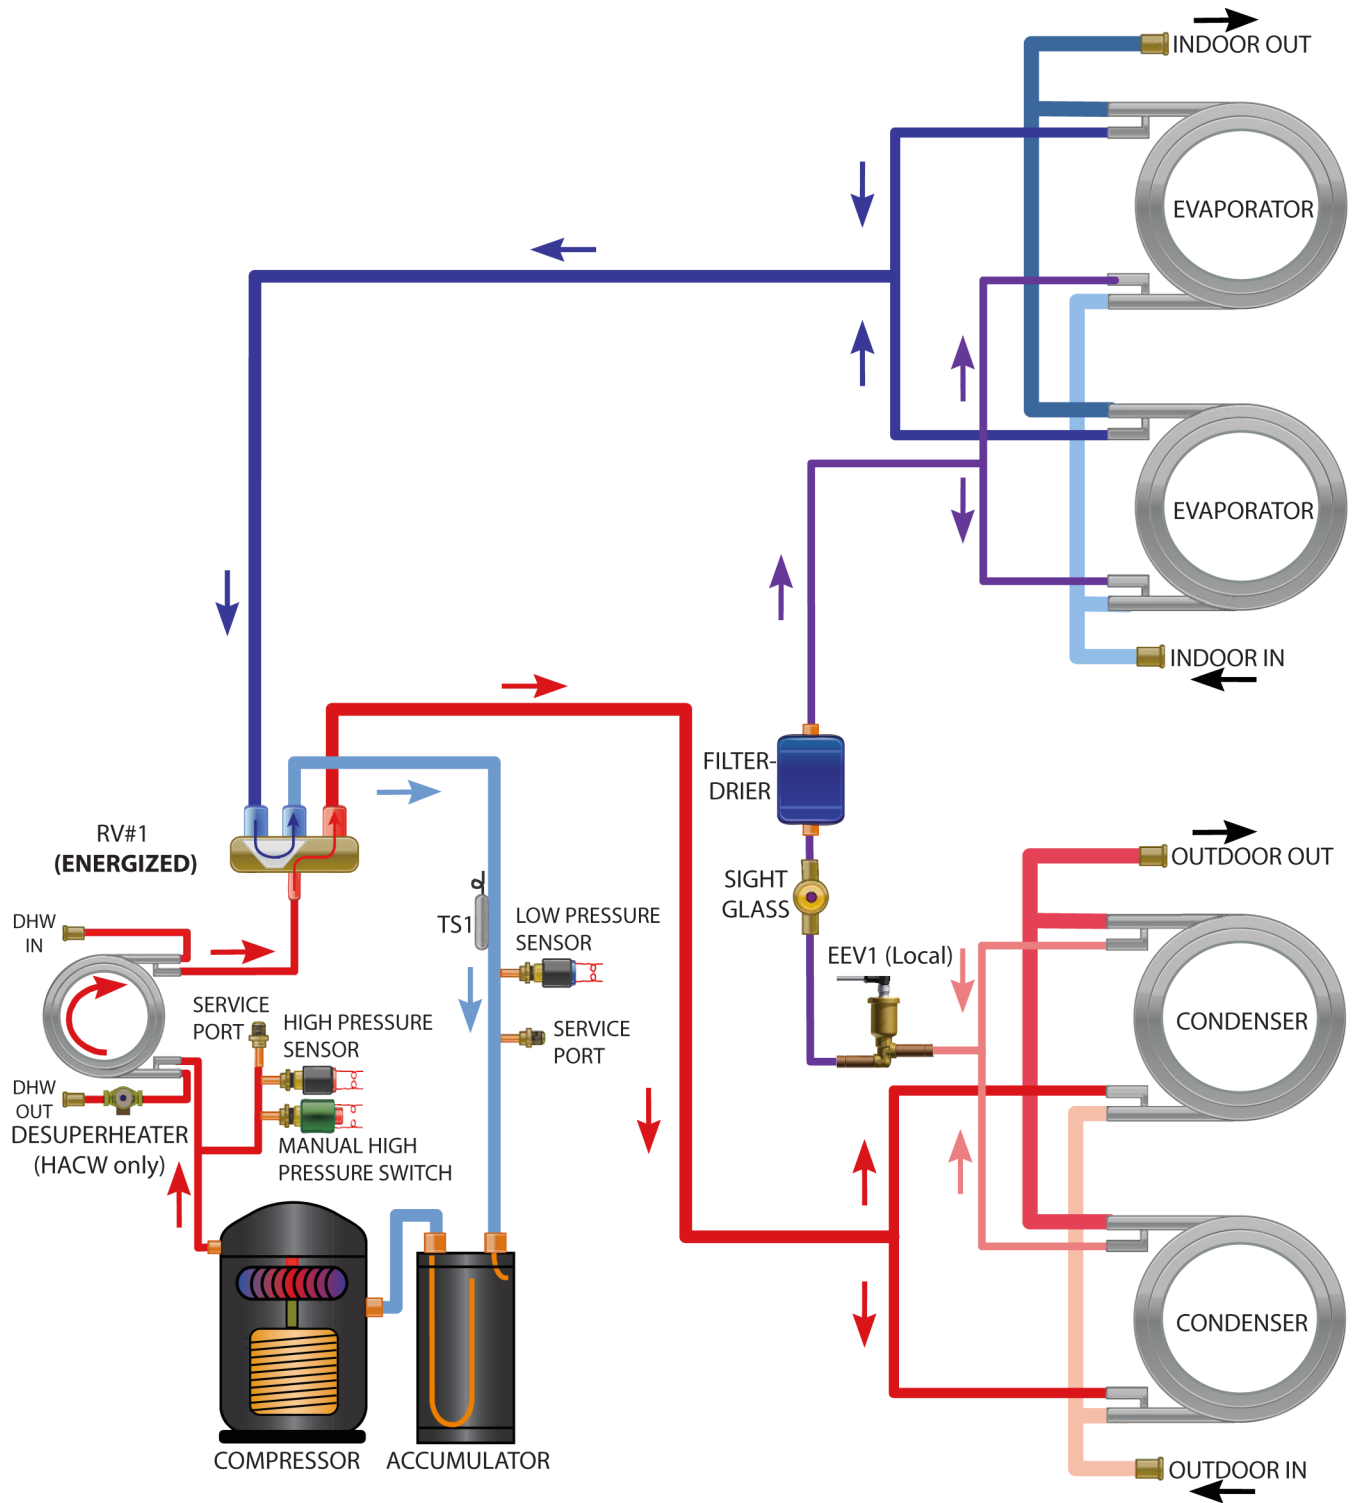 INDOOR OUT
EVAPORATOR
EVAPORATOR
INDOOR IN
FILTER-
DRIER
RV#1
(ENERGIZED)
SIGHT
GLASS
OUTDOOR OUT
DHW
IN
TS1
LOW PRESSURE
SENSOR
EEV1 (Local)
SERVICE
PORT
HIGH PRESSURE
SENSOR
SERVICE
PORT
CONDENSER
DHW
OUT
DESUPERHEATER
(HACW only)
MANUAL HIGH
PRESSURE SWITCH
CONDENSER
COMPRESSOR
ACCUMULATOR
OUTDOOR IN